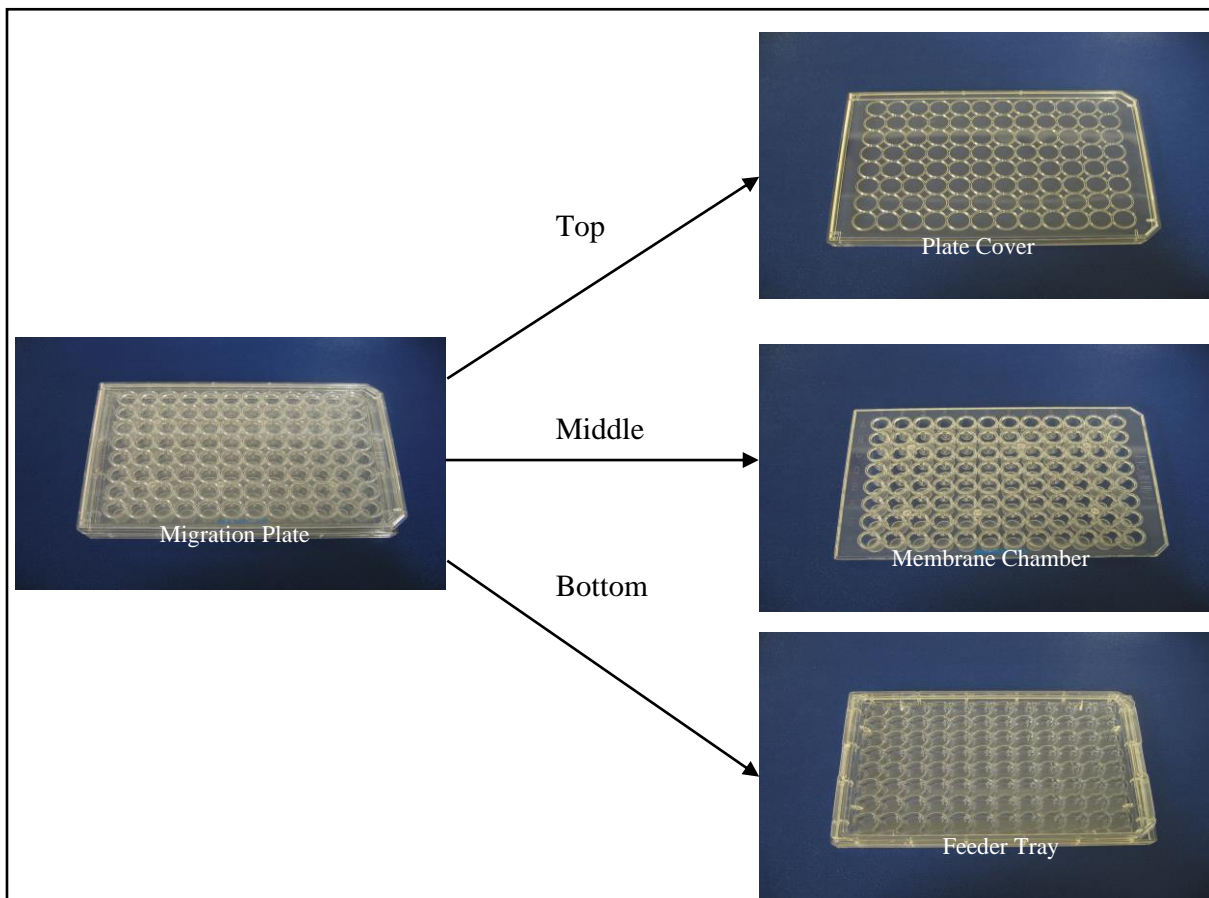 Top
Plate Cover
Middle
Migration Plate
Membrane Chamber
Bottom
Feeder Tray